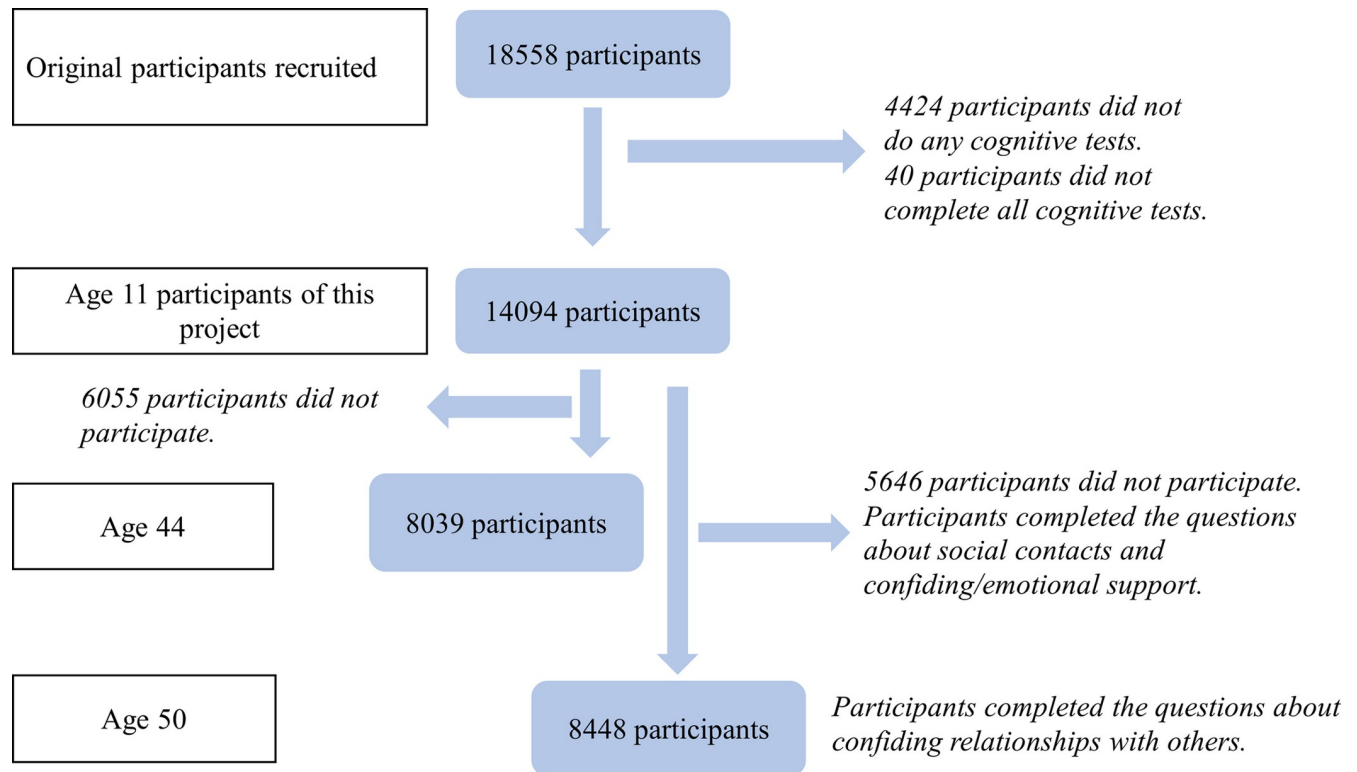 Original participants recruited
18558 participants
4424 participants did not
do any cognitive tests.
40 participants did not
complete all cognitive tests.
Age 11 participants of this
project
14094 participants
6055 participants did not
participate.
Age 44
8039 participants
5646 participants did not participate.
Participants completed the questions
about social contacts and
confiding/emotional support.
Age 50
8448 participants
Participants completed the questions about
confiding relationships with others.